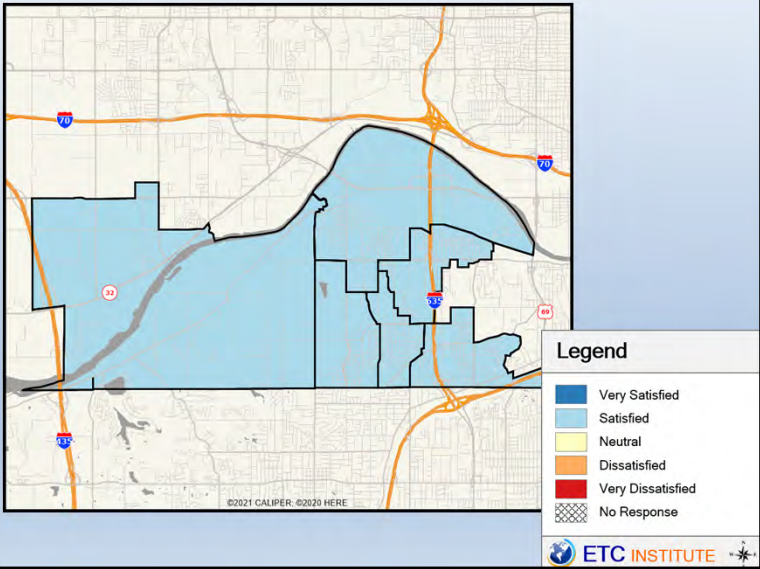 70
70
32
635
69
435
©2021 CALIPER; ©2020 HERE
Legend
Very Satisfied
Satisfied
Neutral
Dissatisfied
Very Dissatisfied
No Response
ETC INSTITUTE